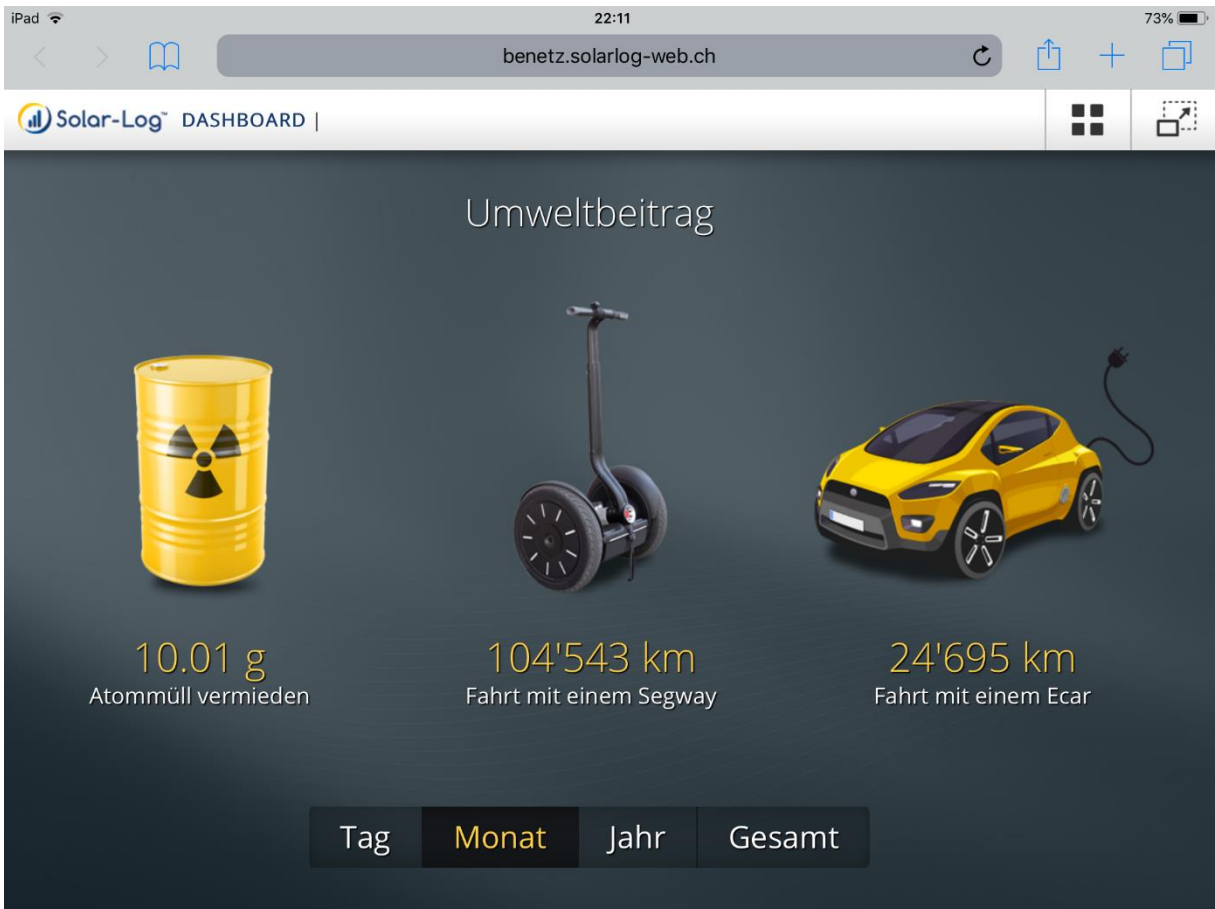 iPad 22:11 73%
benetz.solarlog-web.ch
Solar-Log™ DASHBOARD |
Umweltbeitrag
10.01 g 104'543 km 24'695 km
Atommüll vermieden Fahrt mit einem Segway Fahrt mit einem Ecar
Tag Monat Jahr Gesamt